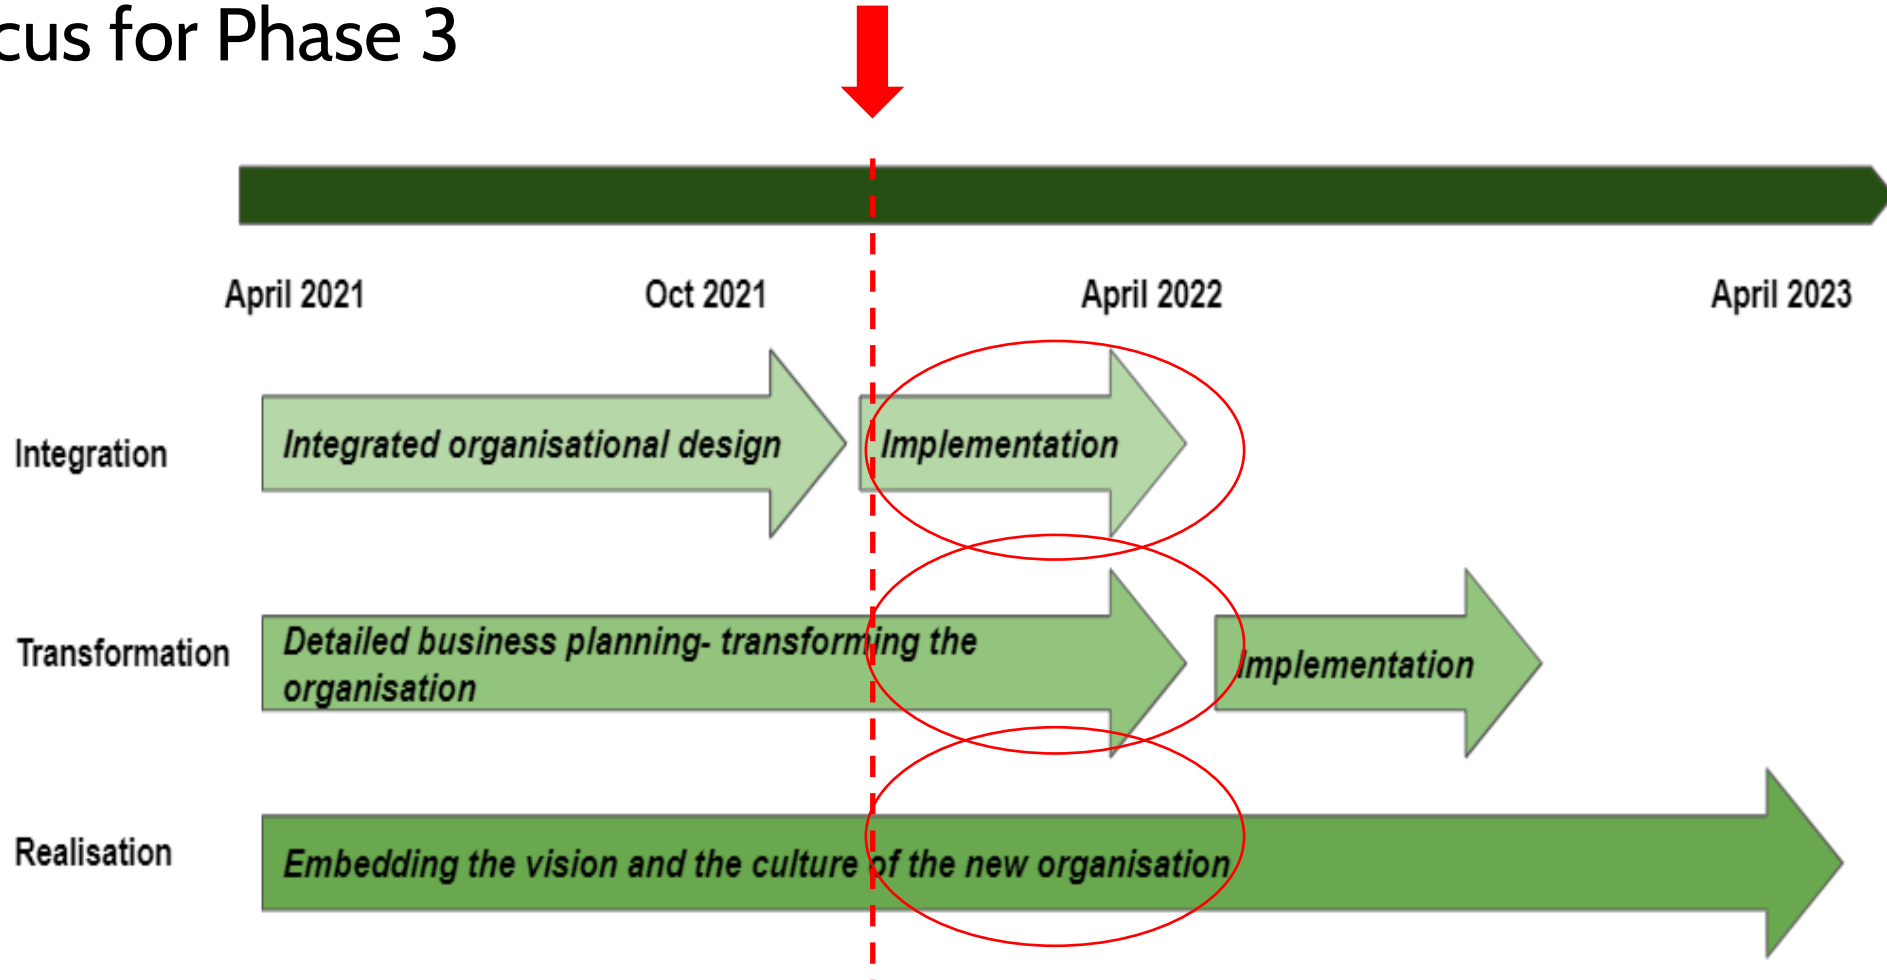 cus for Phase 3
April 2021
Oct 2021
April 2022
April 2023
Integration
Integrated organisational design
Implementation
Transformation
Detailed business planning- transforming the
organisation
Implementation
Realisation
Embedding the vision and the culture of the new organisation